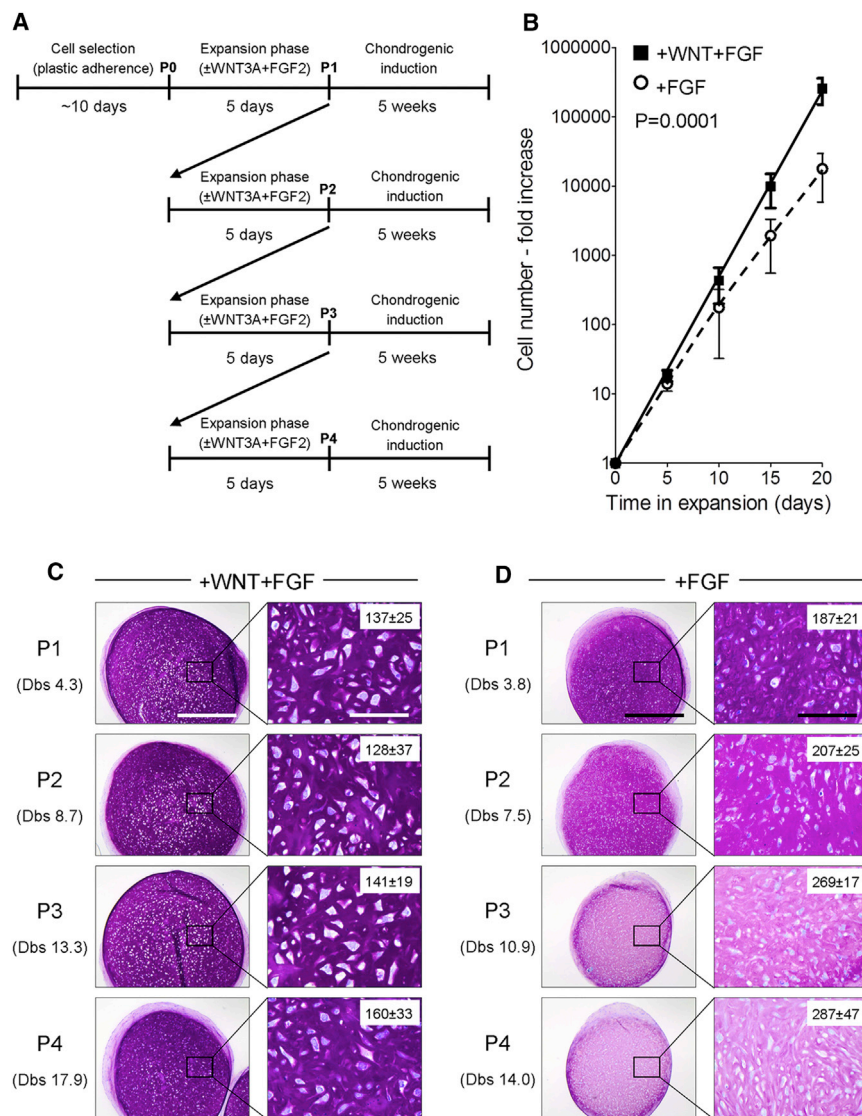 A
Cell selection
(plastic adherence) P0
Expansion phase
(±WNT3A+FGF2) P1
Chondrogenic
induction
~10 days
5 days
5 weeks
Expansion phase
(±WNT3A+FGF2) P2
Chondrogenic
induction
5 days
5 weeks
Expansion phase
(±WNT3A+FGF2) P3
Chondrogenic
induction
5 days
5 weeks
Expansion phase
(±WNT3A+FGF2) P4
Chondrogenic
induction
5 days
5 weeks
B
Cell number - fold increase
1000000
100000
10000
1000
100
10
1
+WNT+FGF
+FGF
P=0.0001
0 5 10 15 20
Time in expansion (days)
C
+WNT+FGF
P1
(Dbs 4.3)
137±25
P2
(Dbs 8.7)
128±37
P3
(Dbs 13.3)
141±19
P4
(Dbs 17.9)
160±33
D
+FGF
P1
(Dbs 3.8)
187±21
P2
(Dbs 7.5)
207±25
P3
(Dbs 10.9)
269±17
P4
(Dbs 14.0)
287±47